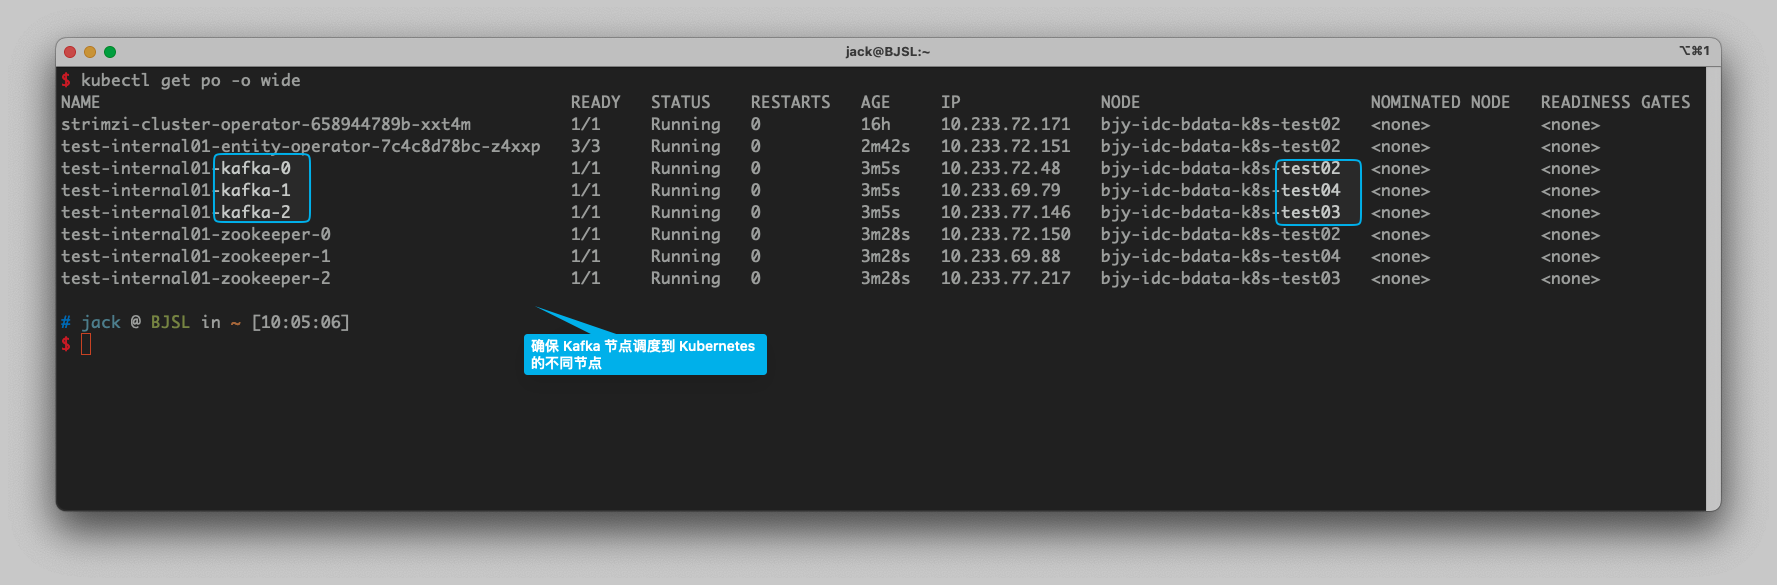 jack@BJSL:~
⌥⌘1
$ kubectl get po -o wide
NAME READY STATUS RESTARTS AGE IP NODE NOMINATED NODE READINESS GATES
strimzi-cluster-operator-658944789b-xxt4m 1/1 Running 0 16h 10.233.72.171 bjy-idc-bdata-k8s-test02 <none> <none>
test-internal01-entity-operator-7c4c8d78bc-z4xxp 3/3 Running 0 2m42s 10.233.72.151 bjy-idc-bdata-k8s-test02 <none> <none>
test-internal01-kafka-0 1/1 Running 0 3m5s 10.233.72.48 bjy-idc-bdata-k8s-test02 <none> <none>
test-internal01-kafka-1 1/1 Running 0 3m5s 10.233.69.79 bjy-idc-bdata-k8s-test04 <none> <none>
test-internal01-kafka-2 1/1 Running 0 3m5s 10.233.77.146 bjy-idc-bdata-k8s-test03 <none> <none>
test-internal01-zookeeper-0 1/1 Running 0 3m28s 10.233.72.150 bjy-idc-bdata-k8s-test02 <none> <none>
test-internal01-zookeeper-1 1/1 Running 0 3m28s 10.233.69.88 bjy-idc-bdata-k8s-test04 <none> <none>
test-internal01-zookeeper-2 1/1 Running 0 3m28s 10.233.77.217 bjy-idc-bdata-k8s-test03 <none> <none>
# jack @ BJSL in ~ [10:05:06]
$
确保 Kafka 节点调度到 Kubernetes
的不同节点